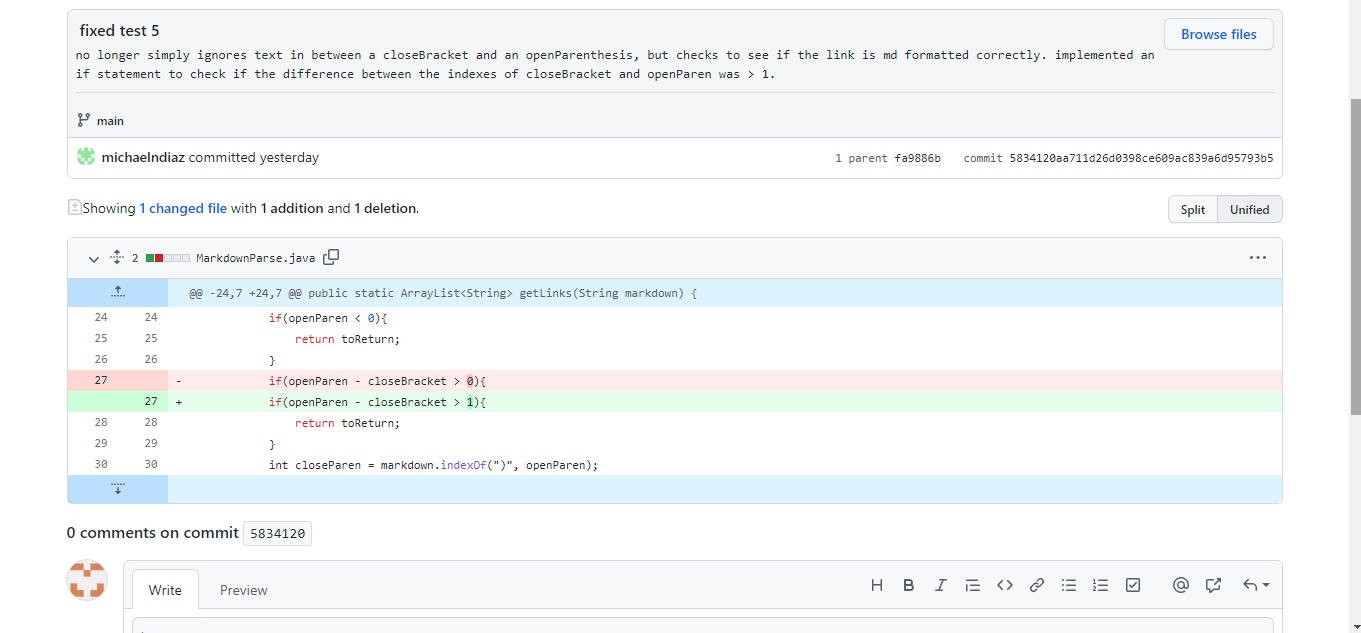 fixed test 5
Browse files
no longer simply ignores text in between a closeBracket and an openParenthesis, but checks to see if the link is md formatted correctly. implemented an
if statement to check if the difference between the indexes of closeBracket and openParen was > 1.
main
michaelndiaz committed yesterday
1 parent fa9886b commit 5834120aa711d26d0398ce609ac839a6d95793b5
Showing 1 changed file with 1 addition and 1 deletion.
Split Unified
2 MarkdownParse.java
@@ -24,7 +24,7 @@ public static ArrayList<String> getLinks(String markdown) {
24 24 if(openParen < 0){
25 25 return toReturn;
26 26 }
27 - if(openParen - closeBracket > 0){
27 + if(openParen - closeBracket > 1){
28 28 return toReturn;
29 29 }
30 30 int closeParen = markdown.indexOf(")", openParen);
0 comments on commit 5834120
Write Preview